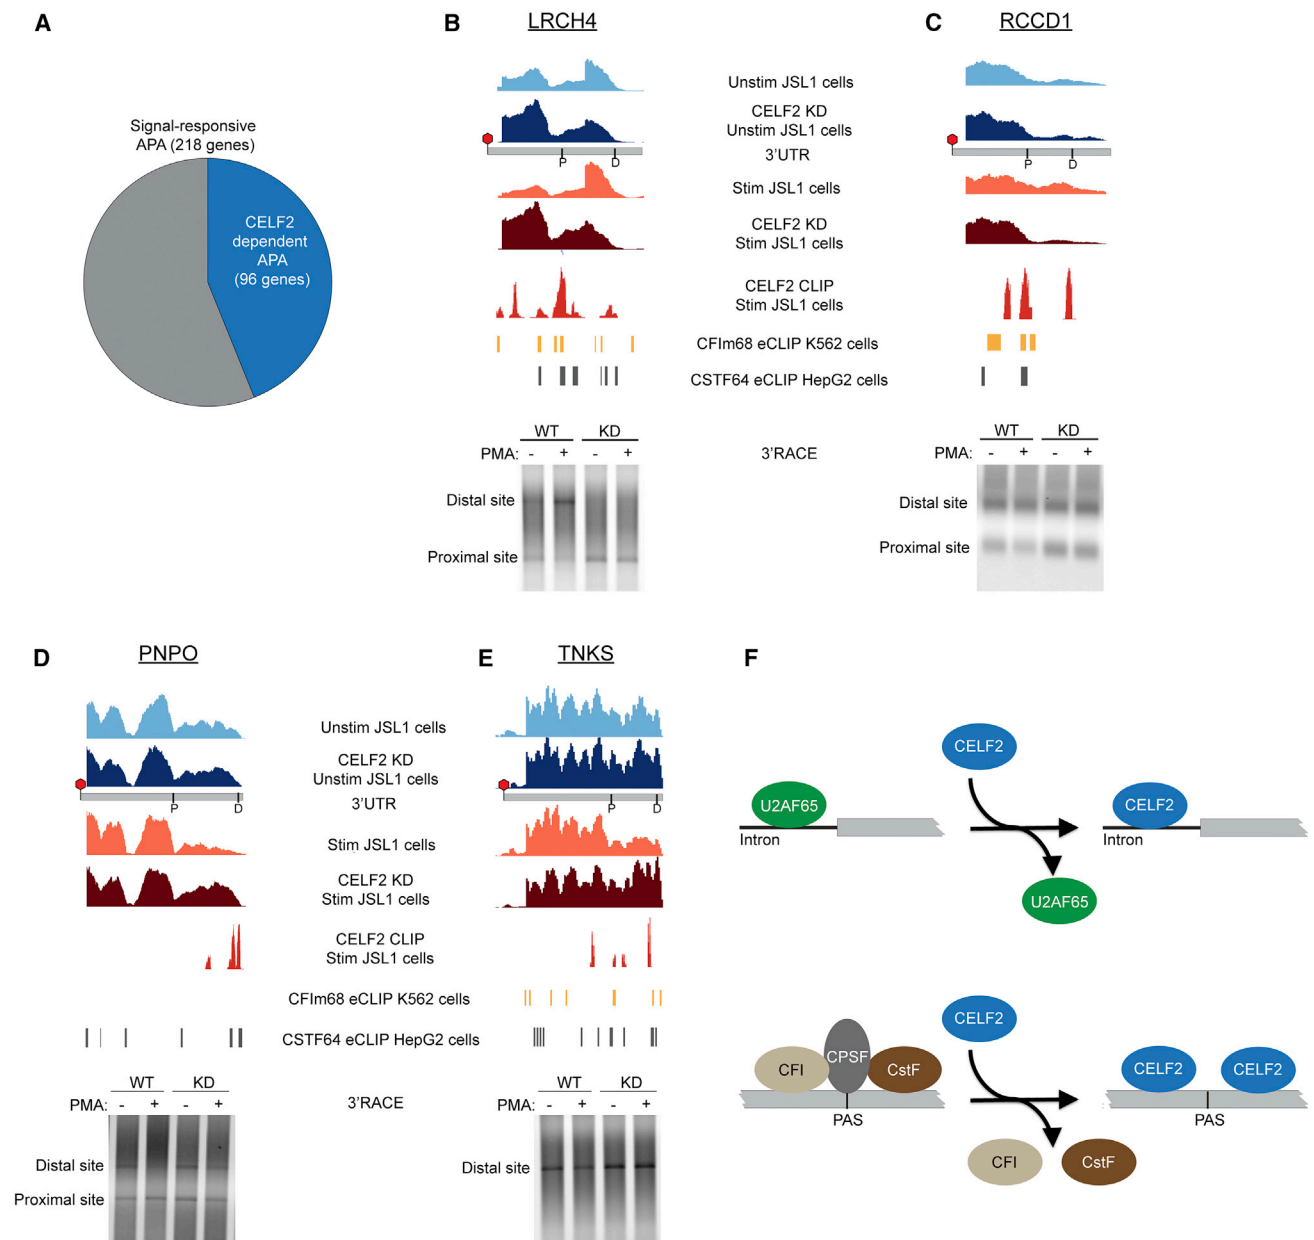 A
Signal-responsive
APA (218 genes)
CELF2
dependent
APA
(96 genes)
B
LRCH4
Unstim JSL1 cells
CELF2 KD
Unstim JSL1 cells
3'UTR
P
D
Stim JSL1 cells
CELF2 KD
Stim JSL1 cells
CELF2 CLIP
Stim JSL1 cells
CFIm68 eCLIP K562 cells
CSTF64 eCLIP HepG2 cells
WT
KD
PMA:
-
+
-
+
3'RACE
Distal site
Proximal site
C
RCCD1
P
D
WT
KD
PMA:
-
+
-
+
Distal site
Proximal site
D
PNPO
Unstim JSL1 cells
CELF2 KD
Unstim JSL1 cells
3'UTR
P
D
Stim JSL1 cells
CELF2 KD
Stim JSL1 cells
CELF2 CLIP
Stim JSL1 cells
CFIm68 eCLIP K562 cells
CSTF64 eCLIP HepG2 cells
WT
KD
PMA:
-
+
-
+
3'RACE
Distal site
Proximal site
E
TNKS
P
D
WT
KD
PMA:
-
+
-
+
Distal site
F
CELF2
U2AF65
Intron
CELF2
Intron
U2AF65
CELF2
CFI
CPSF
CstF
PAS
CELF2
CELF2
PAS
CFI
CstF